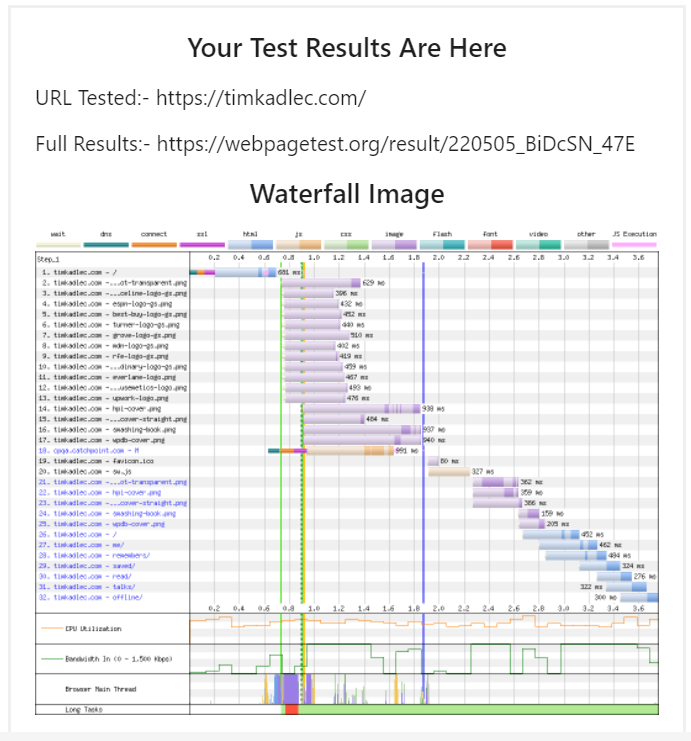 Your Test Results Are Here
URL Tested:- https://timkadlec.com/
Full Results:- https://webpagetest.org/result/220505_BiDcSN_47E
Waterfall Image
wait dns connect ssl html js css image flash font video other JS Execution
Step_1 0.2 0.4 0.6 0.8 1.0 1.2 1.4 1.6 1.8 2.0 2.2 2.4 2.6 2.8 3.0 3.2 3.4 3.6
1. timkadlec.com - / 681 ms
2. timkadlec.com -...ot-transparent.png 629 ms
3. timkadlec.com -...celine-logo-gs.png 396 ms
4. timkadlec.com - espn-logo-gs.png 432 ms
5. timkadlec.com - best-buy-logo-gs.png 452 ms
6. timkadlec.com - turner-logo-gs.png 440 ms
7. timkadlec.com - grove-logo-gs.png 510 ms
8. timkadlec.com - mdn-logo-gs.png 402 ms
9. timkadlec.com - rfe-logo-gs.png 419 ms
10. timkadlec.com -...dinary-logo-gs.png 459 ms
11. timkadlec.com - everlane-logo-gs.png 467 ms
12. timkadlec.com -...usemetics-logo.png 493 ms
13. timkadlec.com - upwork-logo-gs.png 476 ms
14. timkadlec.com - hpi-cover.png 938 ms
15. timkadlec.com -...cover-straight.png 484 ms
16. timkadlec.com - smashing-book.png 937 ms
17. timkadlec.com - wpdb-cover.png 940 ms
18. cpqa.catchpoint.com - M 991 ms
19. timkadlec.com - favicon.ico 80 ms
20. timkadlec.com - sw.js 327 ms
21. timkadlec.com -...ot-transparent.png 362 ms
22. timkadlec.com - hpi-cover.png 359 ms
23. timkadlec.com -...cover-straight.png 386 ms
24. timkadlec.com - smashing-book.png 159 ms
25. timkadlec.com - wpdb-cover.png 205 ms
26. timkadlec.com - / 452 ms
27. timkadlec.com - me/ 462 ms
28. timkadlec.com - remembers/ 484 ms
29. timkadlec.com - saved/ 324 ms
30. timkadlec.com - read/ 276 ms
31. timkadlec.com - talks/ 322 ms
32. timkadlec.com - offline/ 300 ms
0.2 0.4 0.6 0.8 1.0 1.2 1.4 1.6 1.8 2.0 2.2 2.4 2.6 2.8 3.0 3.2 3.4 3.6
CPU Utilization
Bandwidth In (0 - 1,500 Kbps)
Browser Main Thread
Long Tasks